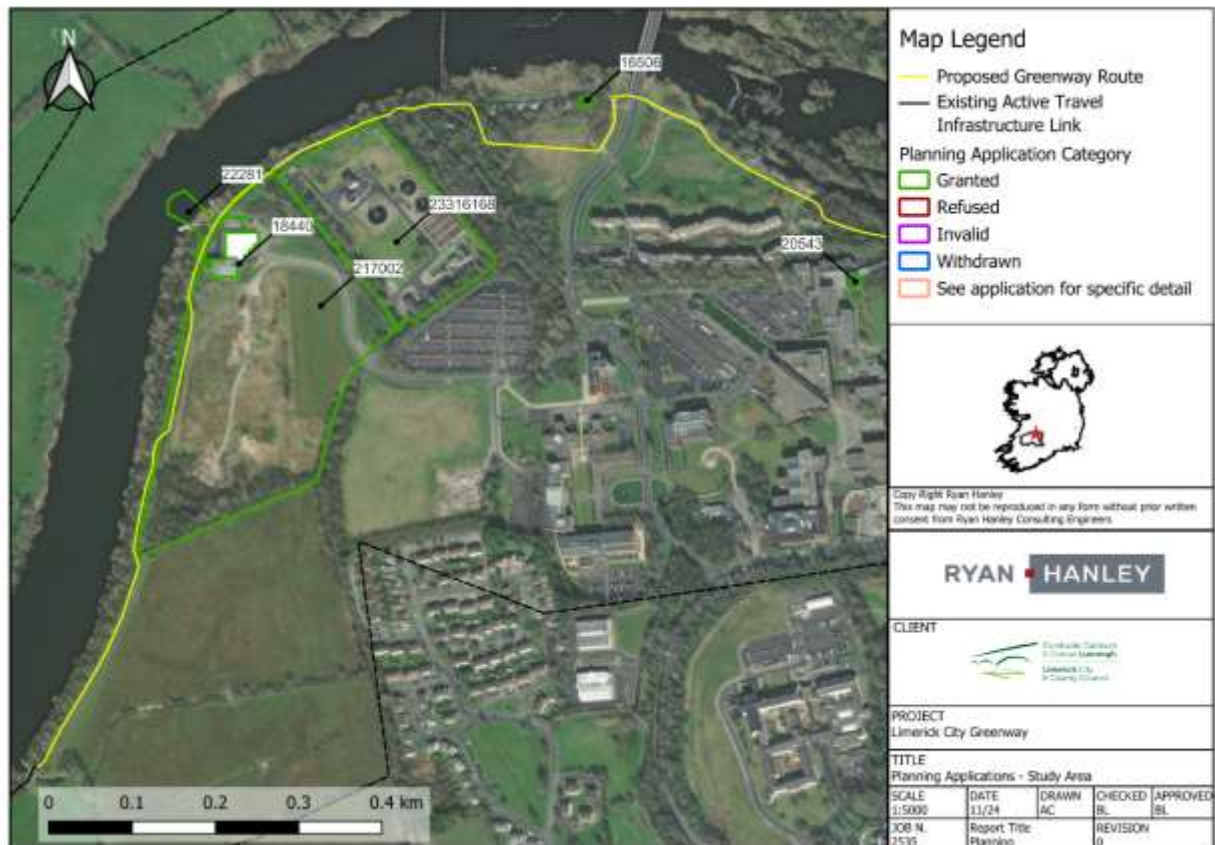 N
16506
22281
18440
23316168
217002
20543
0 0.1 0.2 0.3 0.4 km
Map Legend
Proposed Greenway Route
Existing Active Travel
Infrastructure Link
Planning Application Category
Granted
Refused
Invalid
Withdrawn
See application for specific detail
Copy Right Ryan Hanley
This map may not be reproduced in any form without prior written
consent from Ryan Hanley Consulting Engineers
RYAN HANLEY
CLIENT
Limerick City
& County Council
PROJECT
Limerick City Greenway
TITLE
Planning Applications - Study Area
SCALE DATE DRAWN CHECKED APPROVED
1:5000 11/24 AC BL BL
JOB N. Report Title REVISION
2535 Planning 0